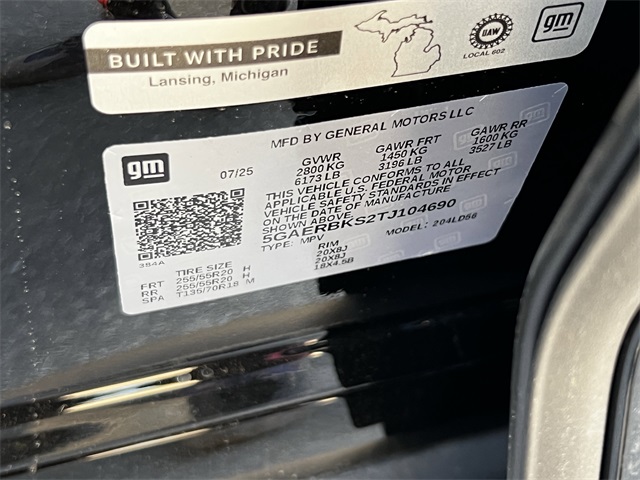 BUILT WITH PRIDE
Lansing, Michigan
UAW
LOCAL 602
gm
MFD BY GENERAL MOTORS LLC
gm
07/25
GVWR GAWR FRT GAWR RR
2800 KG 1450 KG 1600 KG
6173 LB 3196 LB 3527 LB
THIS VEHICLE CONFORMS TO ALL
APPLICABLE U.S. FEDERAL MOTOR
VEHICLE SAFETY STANDARDS IN EFFECT
ON THE DATE OF MANUFACTURE
SHOWN ABOVE.
5GAERBKS2TJ104690
TYPE: MPV MODEL: 204LD56
384A
TIRE SIZE RIM
FRT 255/55R20 H 20X8J
RR 255/55R20 H 20X8J
SPA T135/70R18 M 18X4.5B